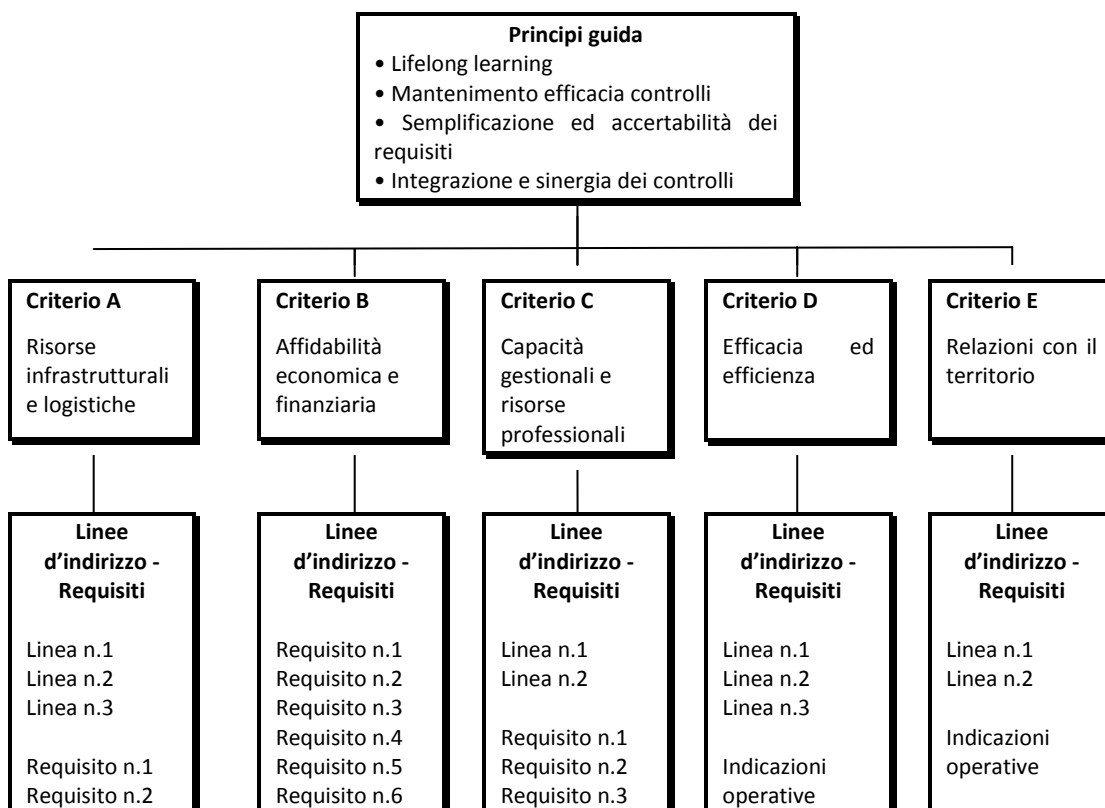 Principi guida
• Lifelong learning
• Mantenimento efficacia controlli
• Semplificazione ed accertabilità dei
requisiti
• Integrazione e sinergia dei controlli
Criterio A
Risorse
infrastrutturali
e logistiche
Criterio B
Affidabilità
economica e
finanziaria
Criterio C
Capacità
gestionali e
risorse
professionali
Criterio D
Efficacia ed
efficienza
Criterio E
Relazioni con il
territorio
Linee
d’indirizzo -
Requisiti
Linea n.1
Linea n.2
Linea n.3
Requisito n.1
Requisito n.2
Linee
d’indirizzo -
Requisiti
Requisito n.1
Requisito n.2
Requisito n.3
Requisito n.4
Requisito n.5
Requisito n.6
Linee
d’indirizzo -
Requisiti
Linea n.1
Linea n.2
Requisito n.1
Requisito n.2
Requisito n.3
Linee
d’indirizzo -
Requisiti
Linea n.1
Linea n.2
Linea n.3
Indicazioni
operative
Linee
d’indirizzo -
Requisiti
Linea n.1
Linea n.2
Indicazioni
operative